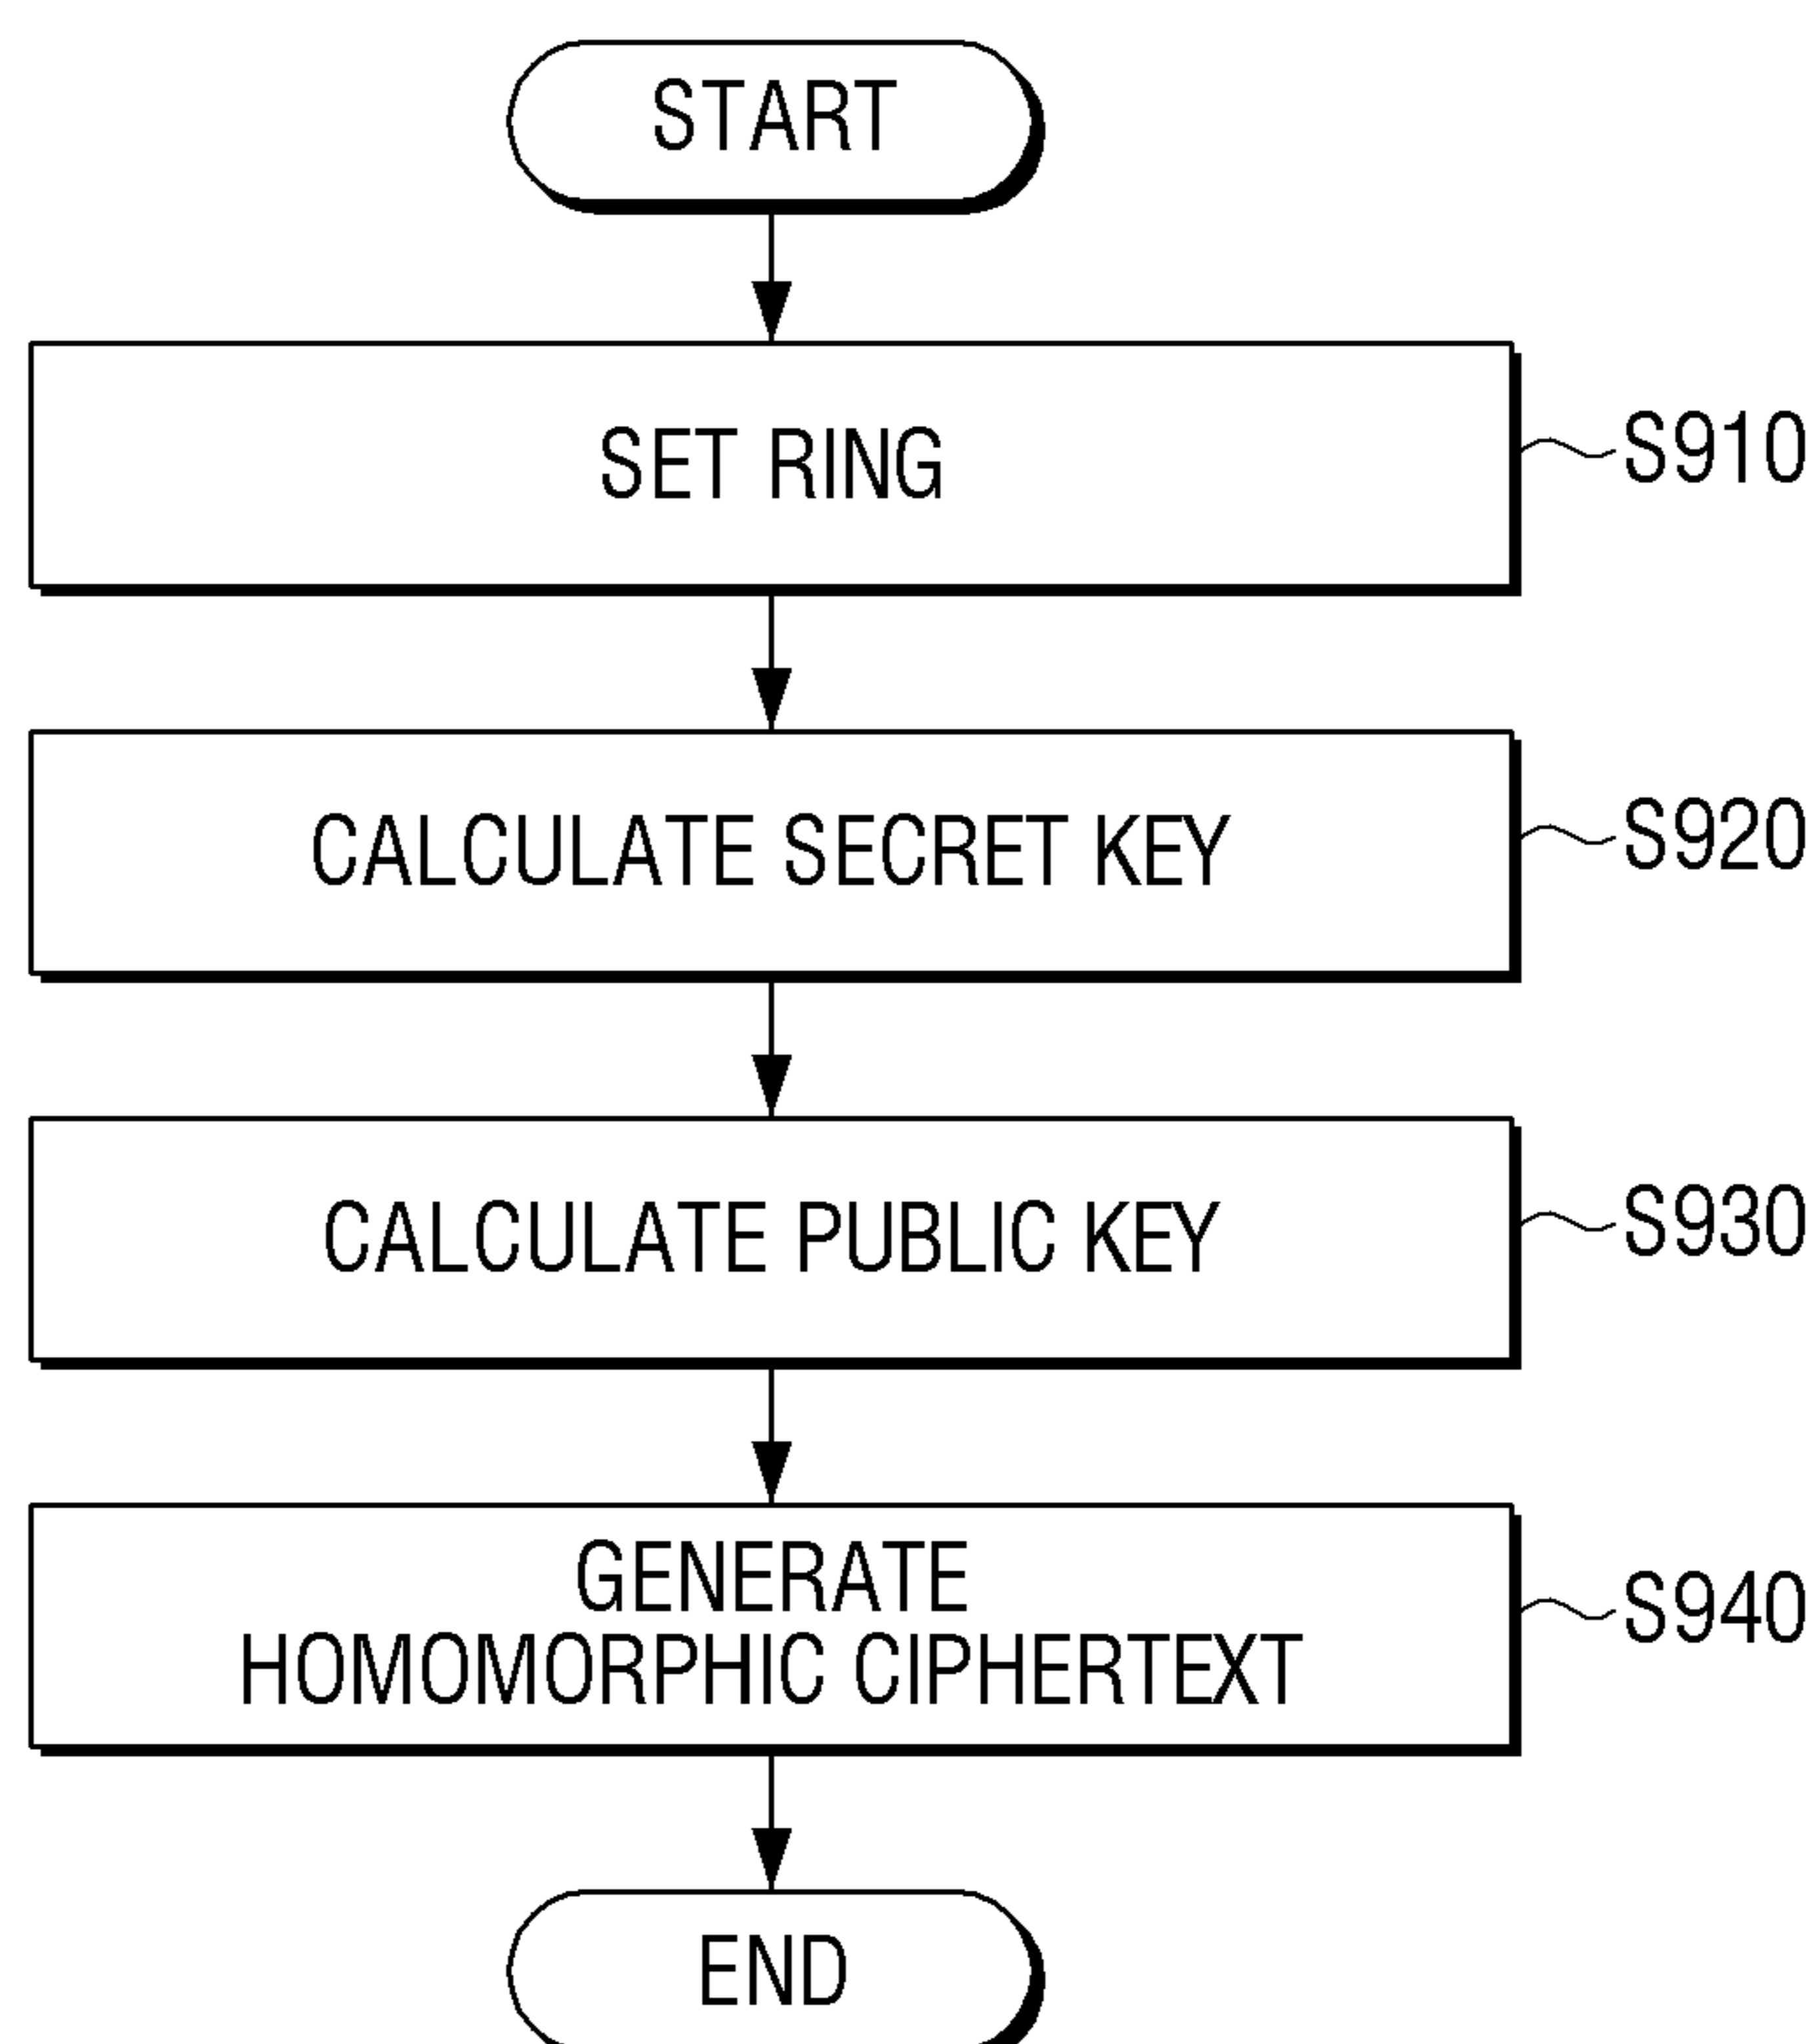 START
SET RING
S910
CALCULATE SECRET KEY
S920
CALCULATE PUBLIC KEY
S930
GENERATE
HOMOMORPHIC CIPHERTEXT
S940
END